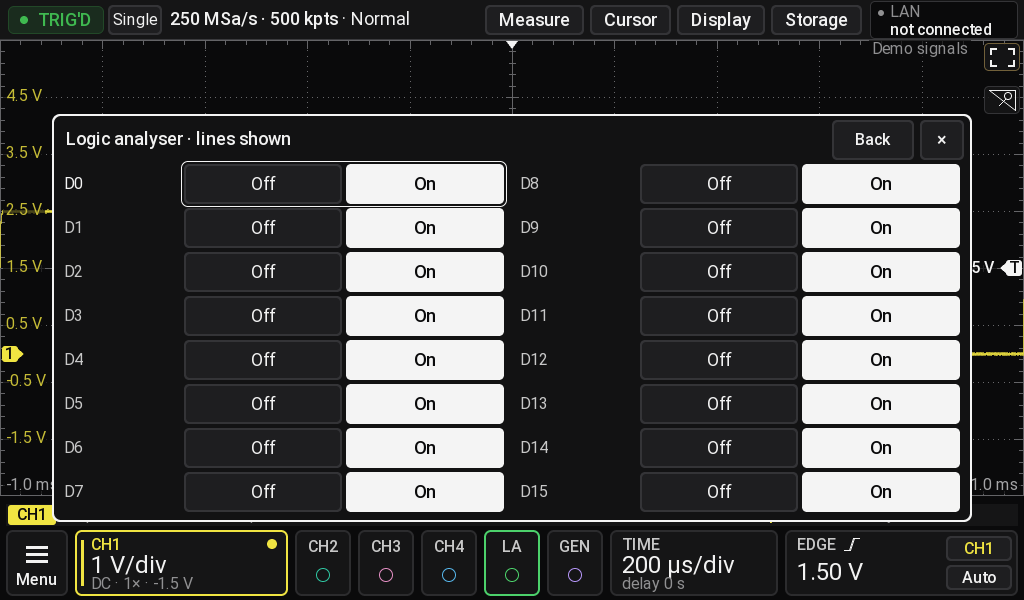 TRIG'D
Single
250 MSa/s · 500 kpts · Normal
Measure
Cursor
Display
Storage
LAN
not connected
Demo signals
4.5 V
3.5 V
2.5 V
1.5 V
0.5 V
-0.5 V
-1.5 V
-1.0 ms
1
5 V
T
1.0 ms
Logic analyser · lines shown
Back
×
D0 Off On D8 Off On
D1 Off On D9 Off On
D2 Off On D10 Off On
D3 Off On D11 Off On
D4 Off On D12 Off On
D5 Off On D13 Off On
D6 Off On D14 Off On
D7 Off On D15 Off On
CH1
Menu
CH1
1 V/div
DC · 1× · -1.5 V
CH2
CH3
CH4
LA
GEN
TIME
200 µs/div
delay 0 s
EDGE
1.50 V
CH1
Auto